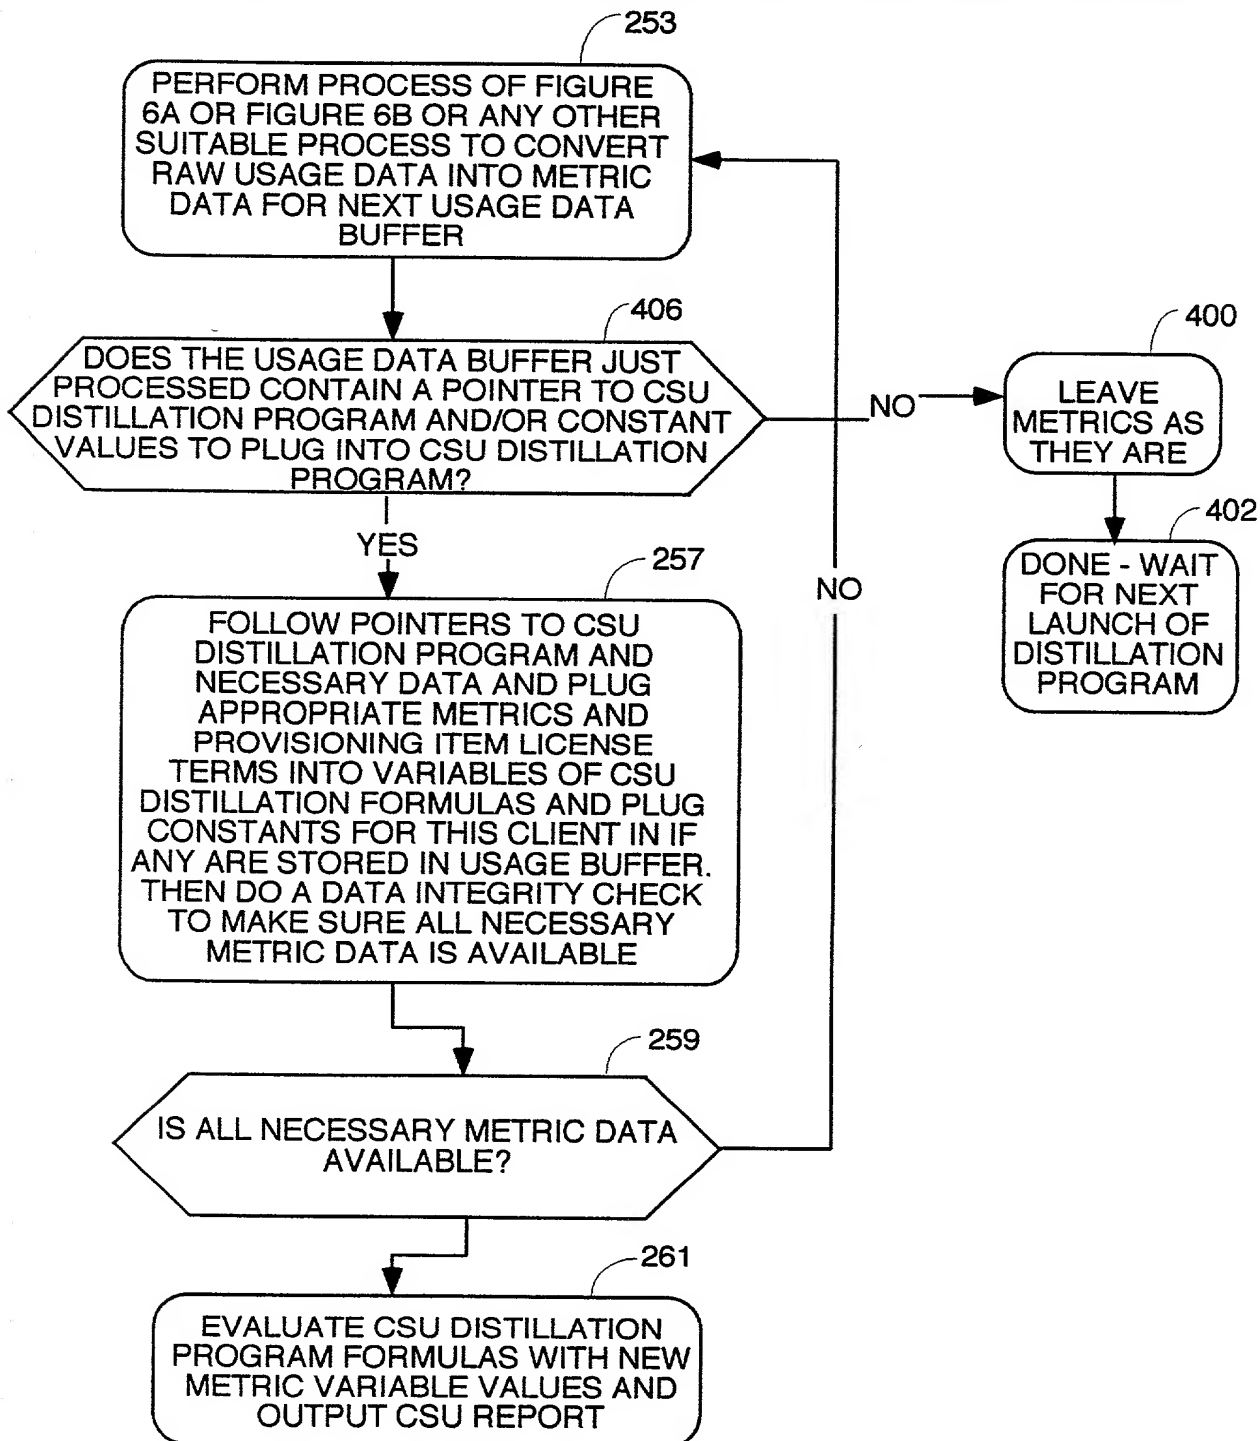 253
PERFORM PROCESS OF FIGURE
6A OR FIGURE 6B OR ANY OTHER
SUITABLE PROCESS TO CONVERT
RAW USAGE DATA INTO METRIC
DATA FOR NEXT USAGE DATA
BUFFER
406
DOES THE USAGE DATA BUFFER JUST
PROCESSED CONTAIN A POINTER TO CSU
DISTILLATION PROGRAM AND/OR CONSTANT
VALUES TO PLUG INTO CSU DISTILLATION
PROGRAM?
NO
400
LEAVE
METRICS AS
THEY ARE
402
DONE - WAIT
FOR NEXT
LAUNCH OF
DISTILLATION
PROGRAM
YES
257
FOLLOW POINTERS TO CSU
DISTILLATION PROGRAM AND
NECESSARY DATA AND PLUG
APPROPRIATE METRICS AND
PROVISIONING ITEM LICENSE
TERMS INTO VARIABLES OF CSU
DISTILLATION FORMULAS AND PLUG
CONSTANTS FOR THIS CLIENT IN IF
ANY ARE STORED IN USAGE BUFFER.
THEN DO A DATA INTEGRITY CHECK
TO MAKE SURE ALL NECESSARY
METRIC DATA IS AVAILABLE
NO
259
IS ALL NECESSARY METRIC DATA
AVAILABLE?
261
EVALUATE CSU DISTILLATION
PROGRAM FORMULAS WITH NEW
METRIC VARIABLE VALUES AND
OUTPUT CSU REPORT